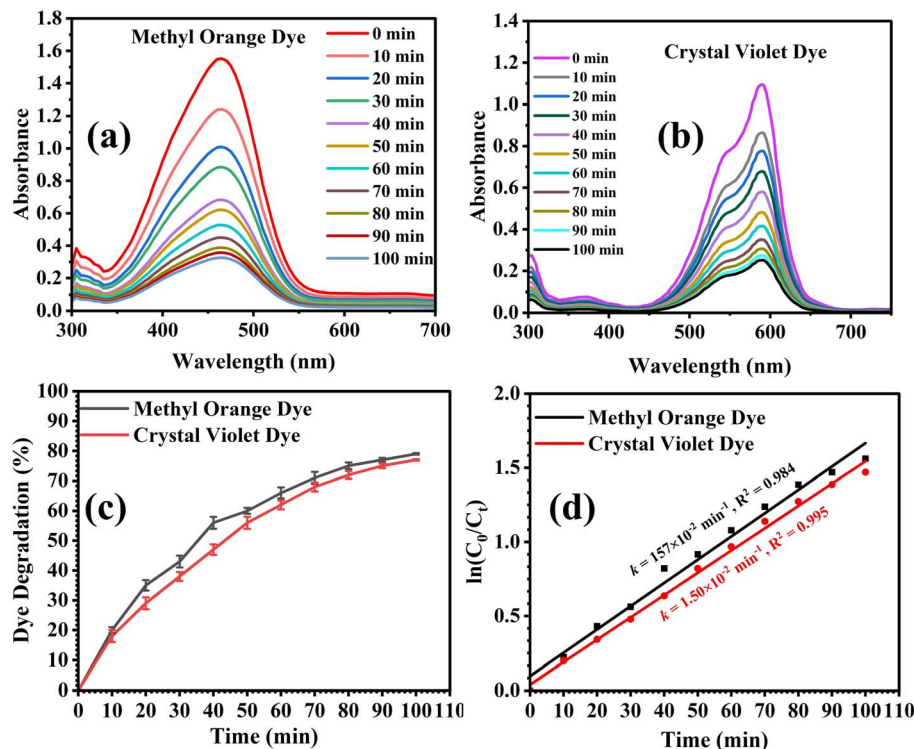 (a)
Methyl Orange Dye
0 min
10 min
20 min
30 min
40 min
50 min
60 min
70 min
80 min
90 min
100 min
Absorbance
1.8
1.6
1.4
1.2
1.0
0.8
0.6
0.4
0.2
0.0
300 400 500 600 700
Wavelength (nm)
(b)
Crystal Violet Dye
0 min
10 min
20 min
30 min
40 min
50 min
60 min
70 min
80 min
90 min
100 min
Absorbance
1.4
1.2
1.0
0.8
0.6
0.4
0.2
0.0
300 400 500 600 700
Wavelength (nm)
(c)
Methyl Orange Dye
Crystal Violet Dye
Dye Degradation (%)
100
90
80
70
60
50
40
30
20
10
0
0 10 20 30 40 50 60 70 80 90 100 110
Time (min)
(d)
Methyl Orange Dye
Crystal Violet Dye
k = 157×10-2 min-1, R2 = 0.984
k = 1.50×10-2 min-1, R2 = 0.995
ln(C0/Ct)
2.0
1.5
1.0
0.5
0.0
0 10 20 30 40 50 60 70 80 90 100 110
Time (min)